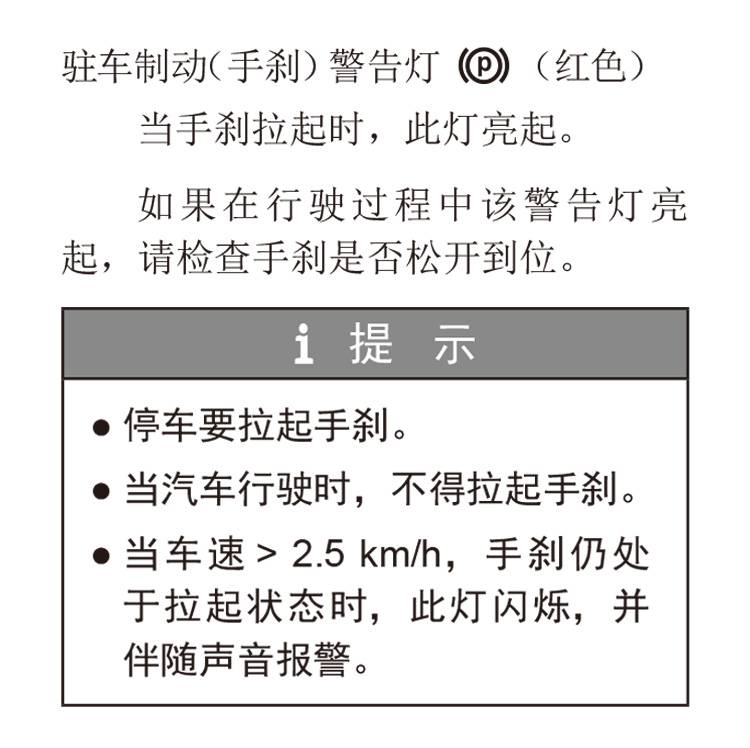 驻车制动(手刹)警告灯 (P) (红色)
当手刹拉起时，此灯亮起。
如果在行驶过程中该警告灯亮
起，请检查手刹是否松开到位。
i 提 示
● 停车要拉起手刹。
● 当汽车行驶时，不得拉起手刹。
● 当车速 > 2.5 km/h，手刹仍处
于拉起状态时，此灯闪烁，并
伴随声音报警。